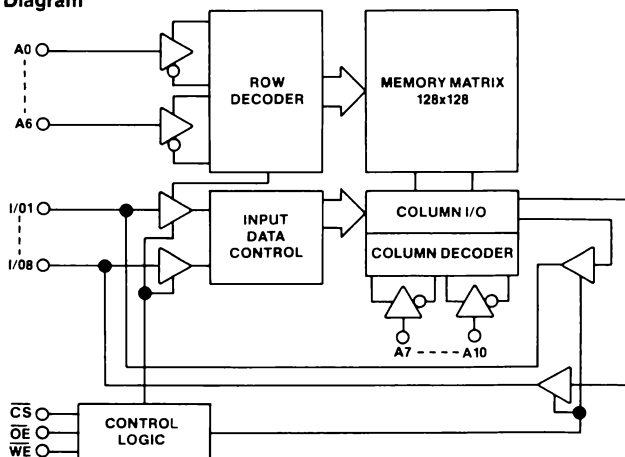 Diagram
A0
A6
ROW
DECODER
MEMORY MATRIX
128x128
I/01
I/08
INPUT
DATA
CONTROL
COLUMN I/O
COLUMN DECODER
A7 ---- A10
CS
OE
WE
CONTROL
LOGIC